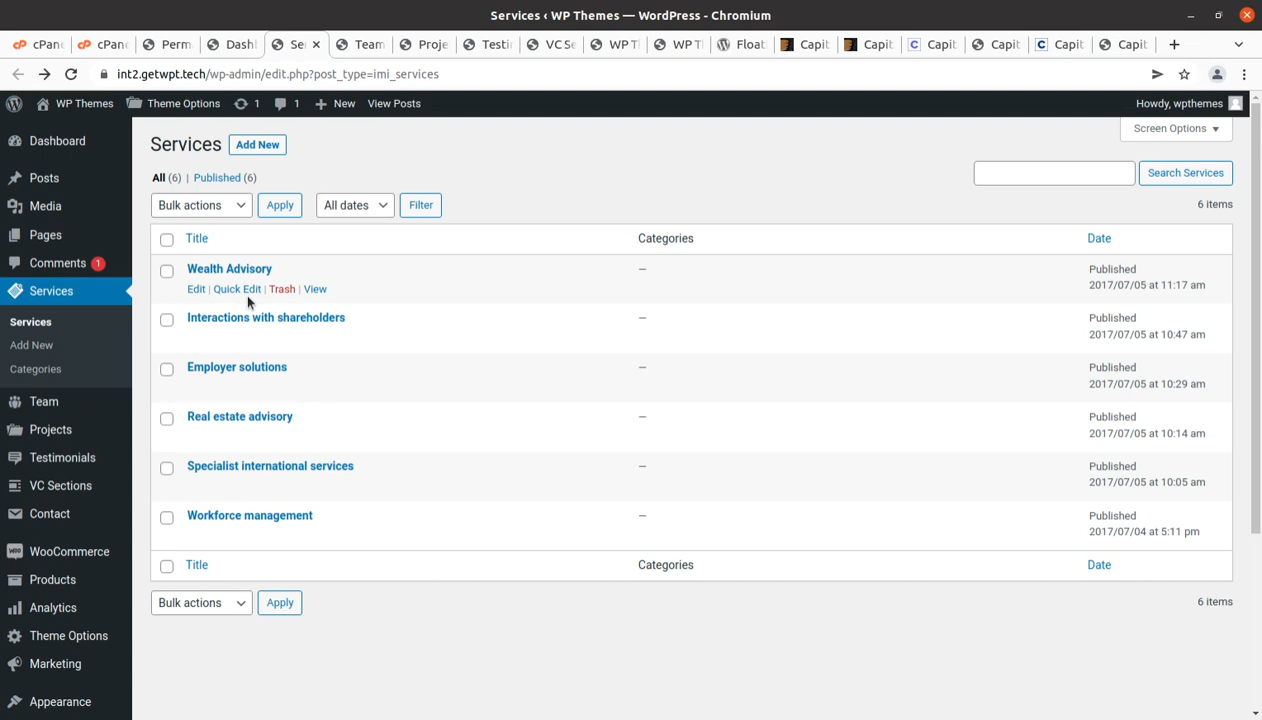 Services ‹ WP Themes — WordPress - Chromium
cPan cPan Perm Dash Se Team Proje Testi VC Se WP T WP T Float Capit Capit Capit Capit Capit Capit
int2.getwpt.tech/wp-admin/edit.php?post_type=imi_services
WP Themes Theme Options 1 1 New View Posts Howdy, wpthemes
Screen Options
Services Add New
All (6) | Published (6)
Search Services
Bulk actions Apply All dates Filter 6 items
Title Categories Date
Wealth Advisory — Published
Edit | Quick Edit | Trash | View 2017/07/05 at 11:17 am
Interactions with shareholders — Published
2017/07/05 at 10:47 am
Employer solutions — Published
2017/07/05 at 10:29 am
Real estate advisory — Published
2017/07/05 at 10:14 am
Specialist international services — Published
2017/07/05 at 10:05 am
Workforce management — Published
2017/07/04 at 5:11 pm
Title Categories Date
Bulk actions Apply 6 items
Dashboard
Posts
Media
Pages
Comments 1
Services
Services
Add New
Categories
Team
Projects
Testimonials
VC Sections
Contact
WooCommerce
Products
Analytics
Theme Options
Marketing
Appearance